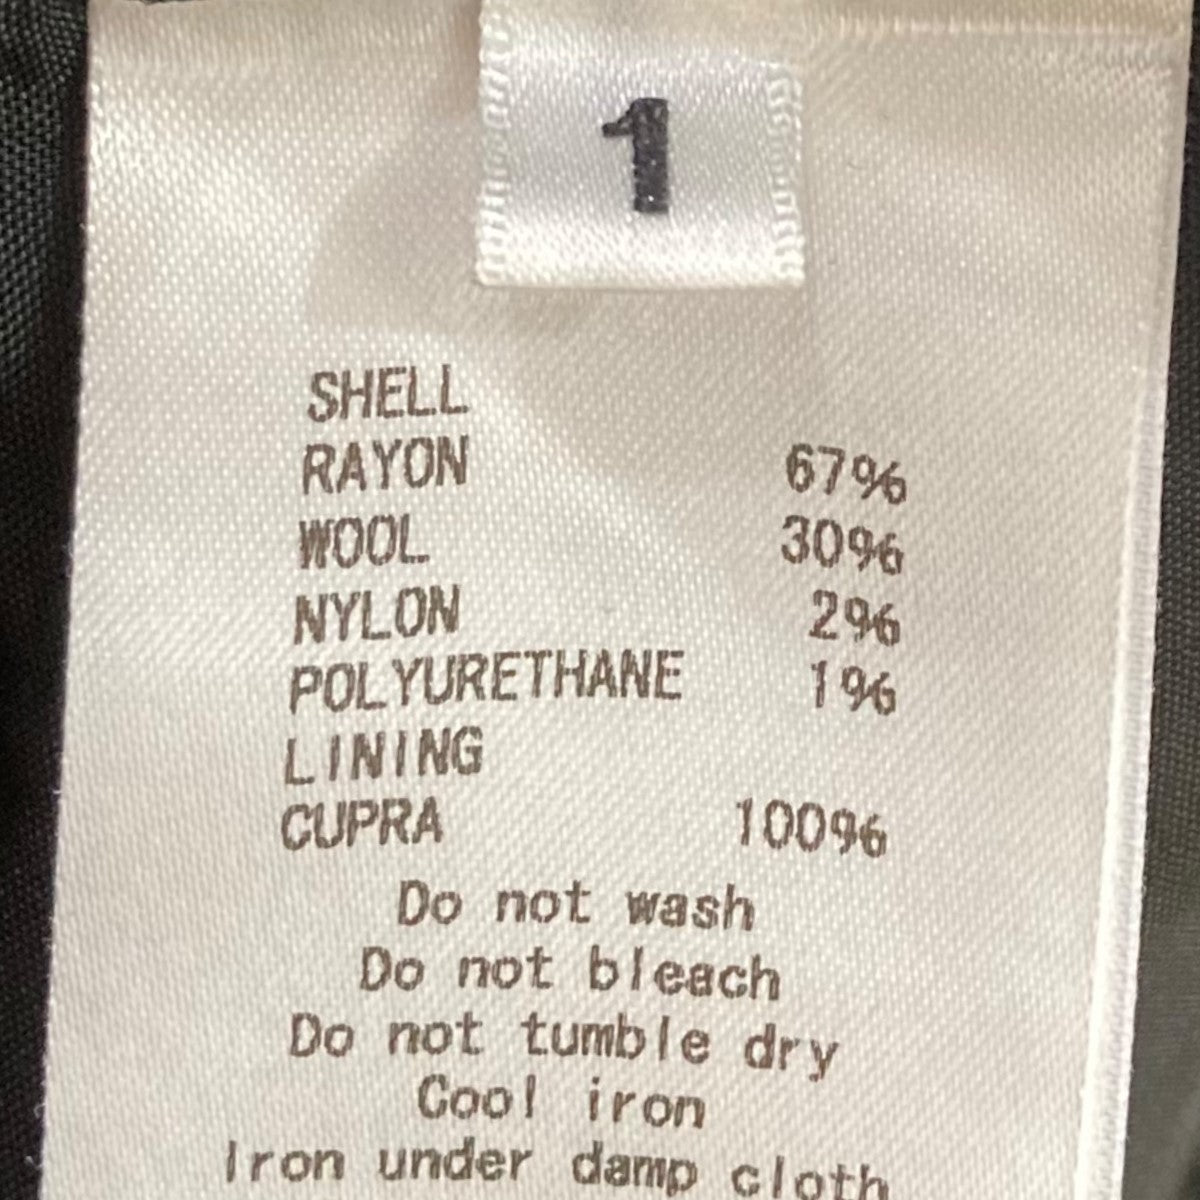 1
SHELL
RAYON 67%
WOOL 30%
NYLON 2%
POLYURETHANE 1%
LINING
CUPRA 100%
Do not wash
Do not bleach
Do not tumble dry
Cool iron
Iron under damp cloth